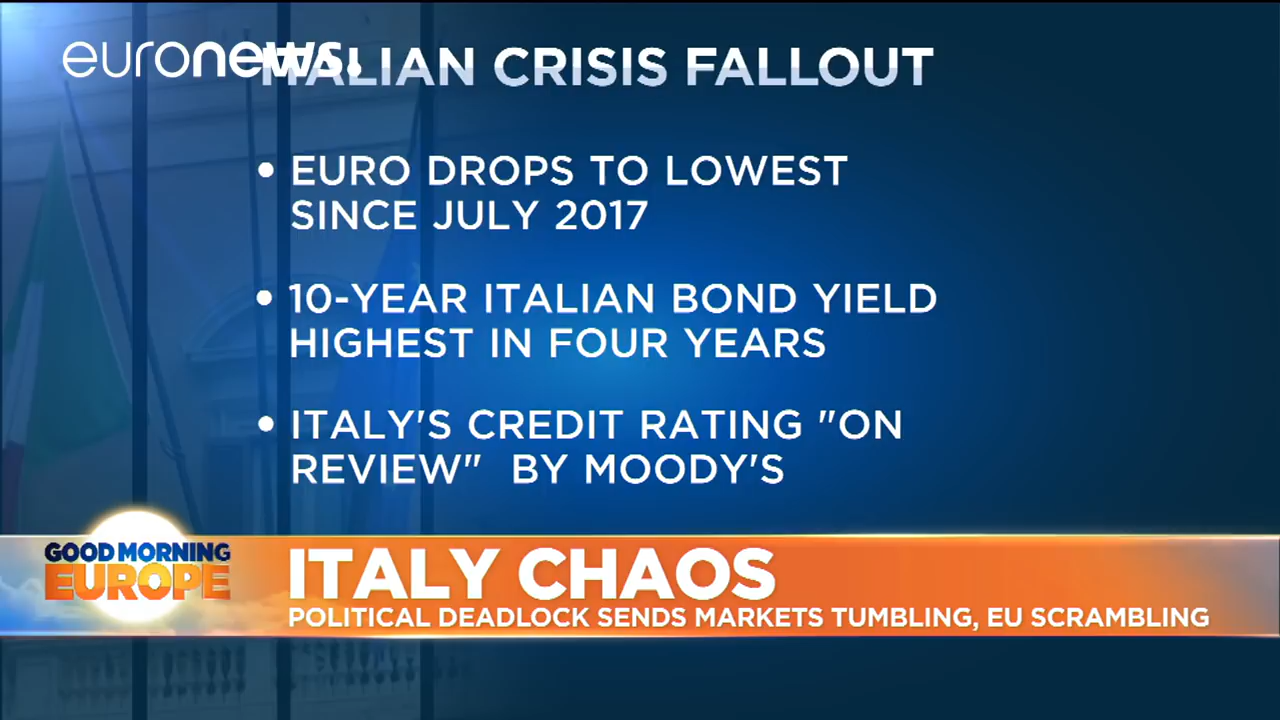 euronews.
ITALIAN CRISIS FALLOUT
• EURO DROPS TO LOWEST
SINCE JULY 2017
• 10-YEAR ITALIAN BOND YIELD
HIGHEST IN FOUR YEARS
• ITALY'S CREDIT RATING "ON
REVIEW" BY MOODY'S
GOOD MORNING
EUROPE
ITALY CHAOS
POLITICAL DEADLOCK SENDS MARKETS TUMBLING, EU SCRAMBLING